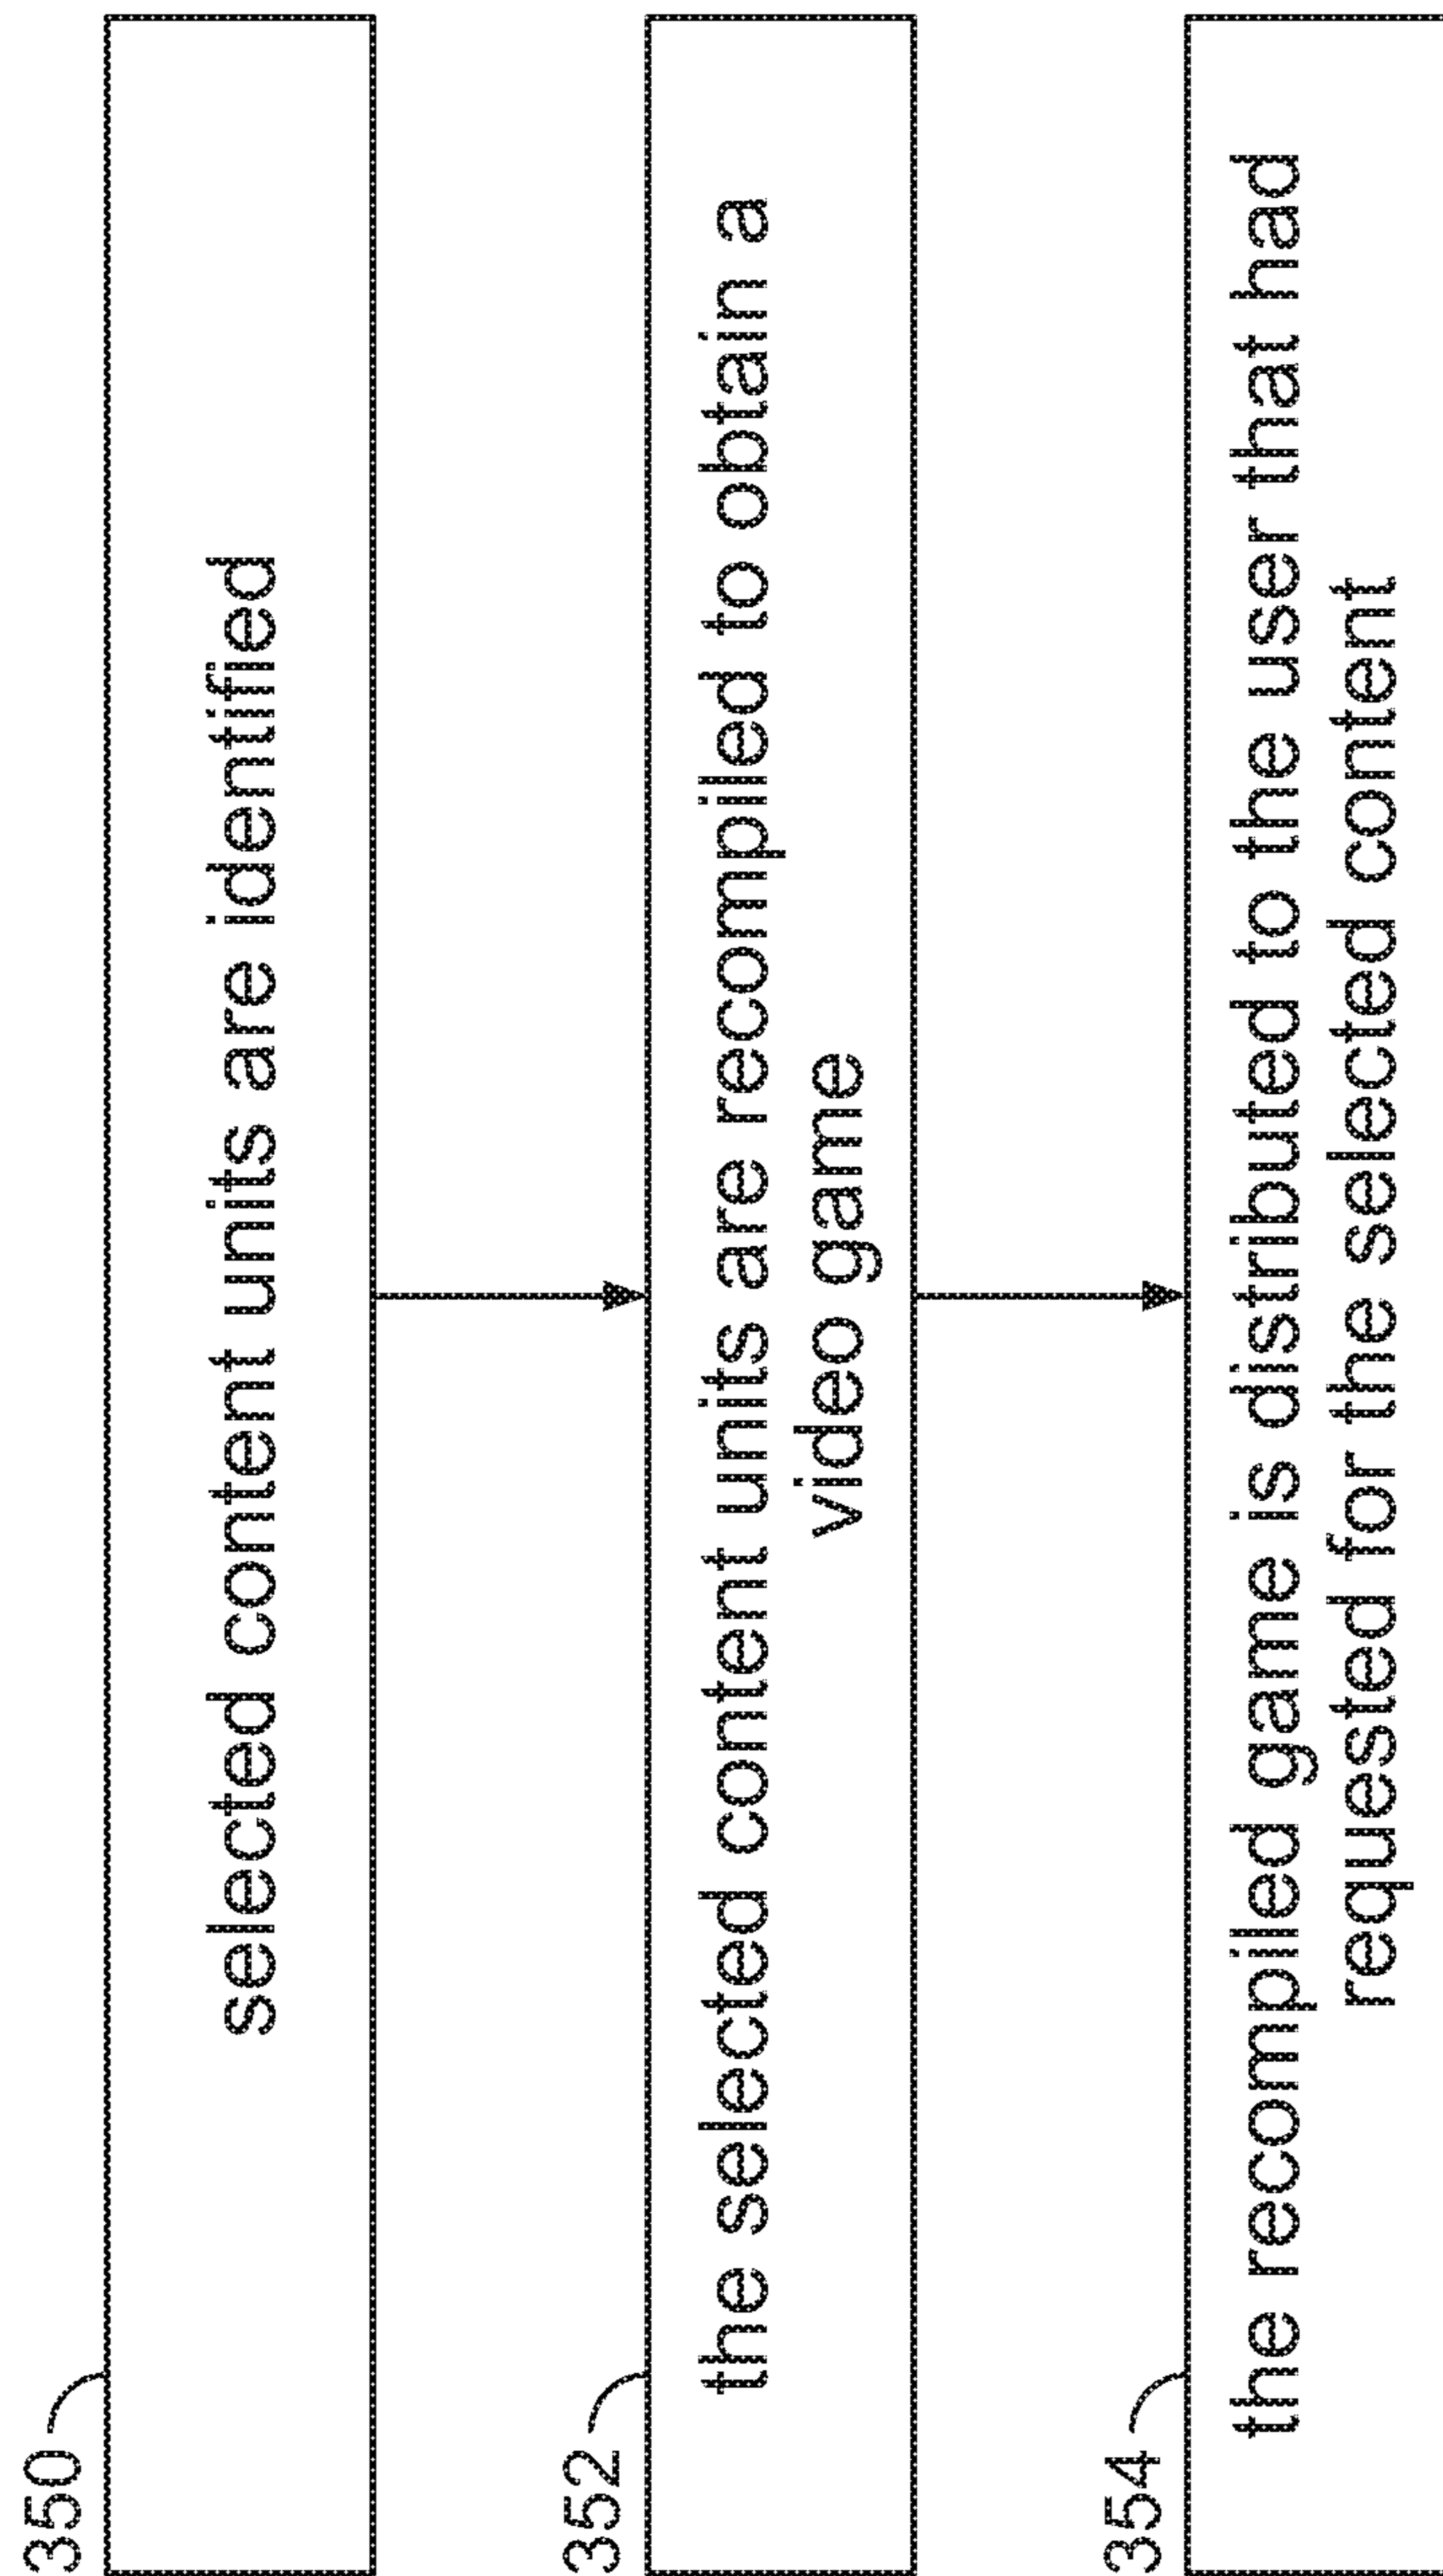 350
selected content units are identified
352
the selected content units are recompiled to obtain a
video game
354
the recompiled game is distributed to the user that had
requested for the selected content